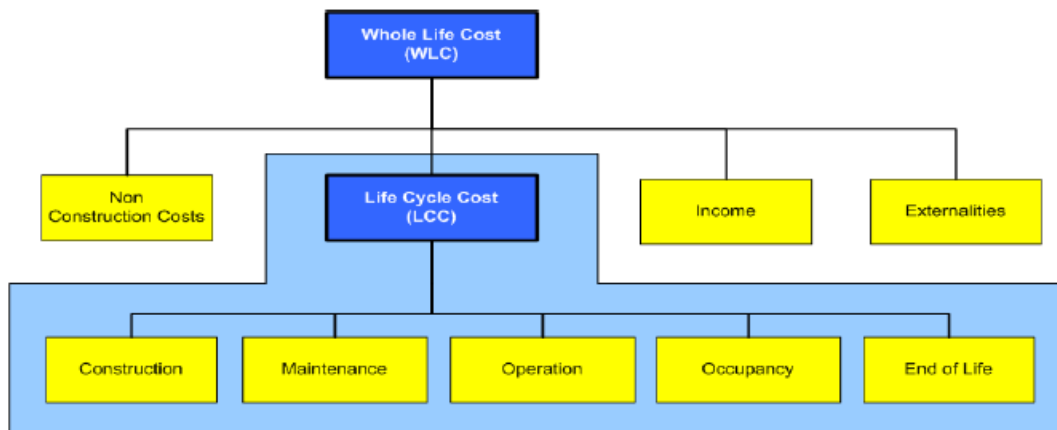 Whole Life Cost
(WLC)
Non
Construction Costs
Life Cycle Cost
(LCC)
Income
Externalities
Construction
Maintenance
Operation
Occupancy
End of Life